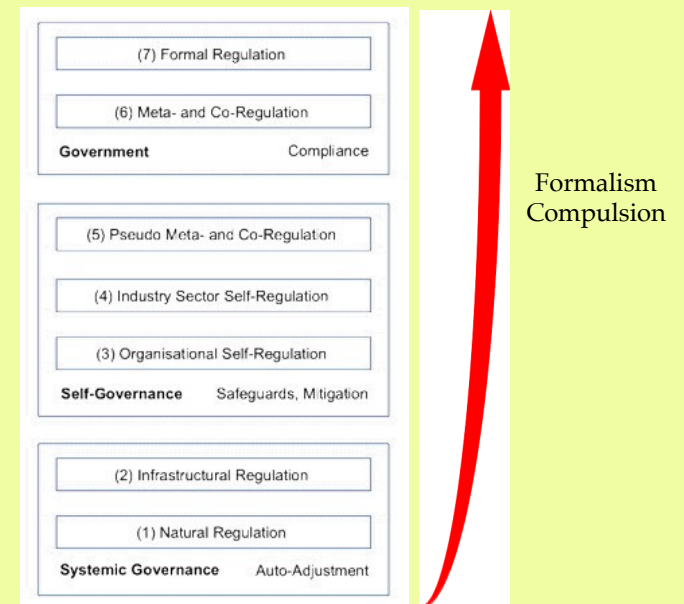 (7) Formal Regulation
(6) Meta- and Co-Regulation
Government Compliance
(5) Pseudo Meta- and Co-Regulation
(4) Industry Sector Self-Regulation
(3) Organisational Self-Regulation
Self-Governance Safeguards, Mitigation
(2) Infrastructural Regulation
(1) Natural Regulation
Systemic Governance Auto-Adjustment
Formalism
Compulsion